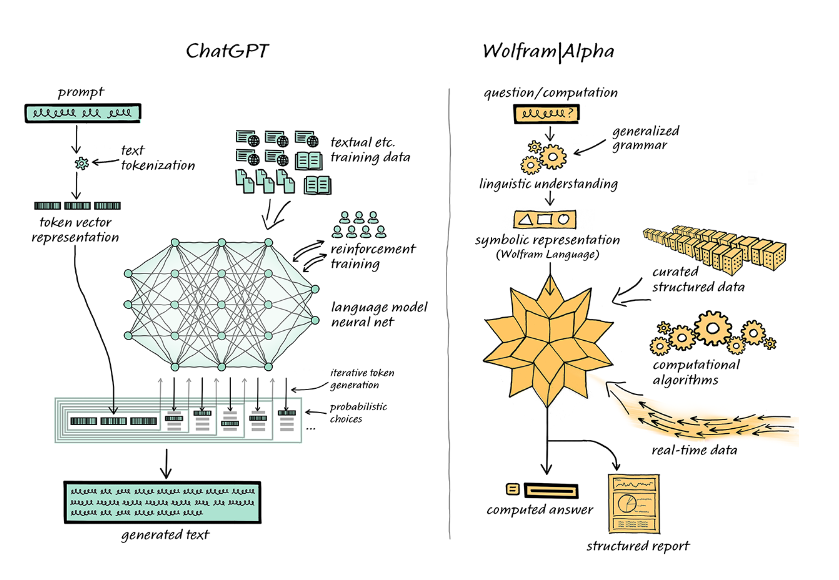 ChatGPT
prompt
text
tokenization
token vector
representation
textual etc.
training data
reinforcement
training
language model
neural net
iterative token
generation
probabilistic
choices
...
generated text
Wolfram|Alpha
question/computation
?
generalized
grammar
linguistic understanding
symbolic representation
(Wolfram Language)
curated
structured data
computational
algorithms
real-time data
computed answer
structured report